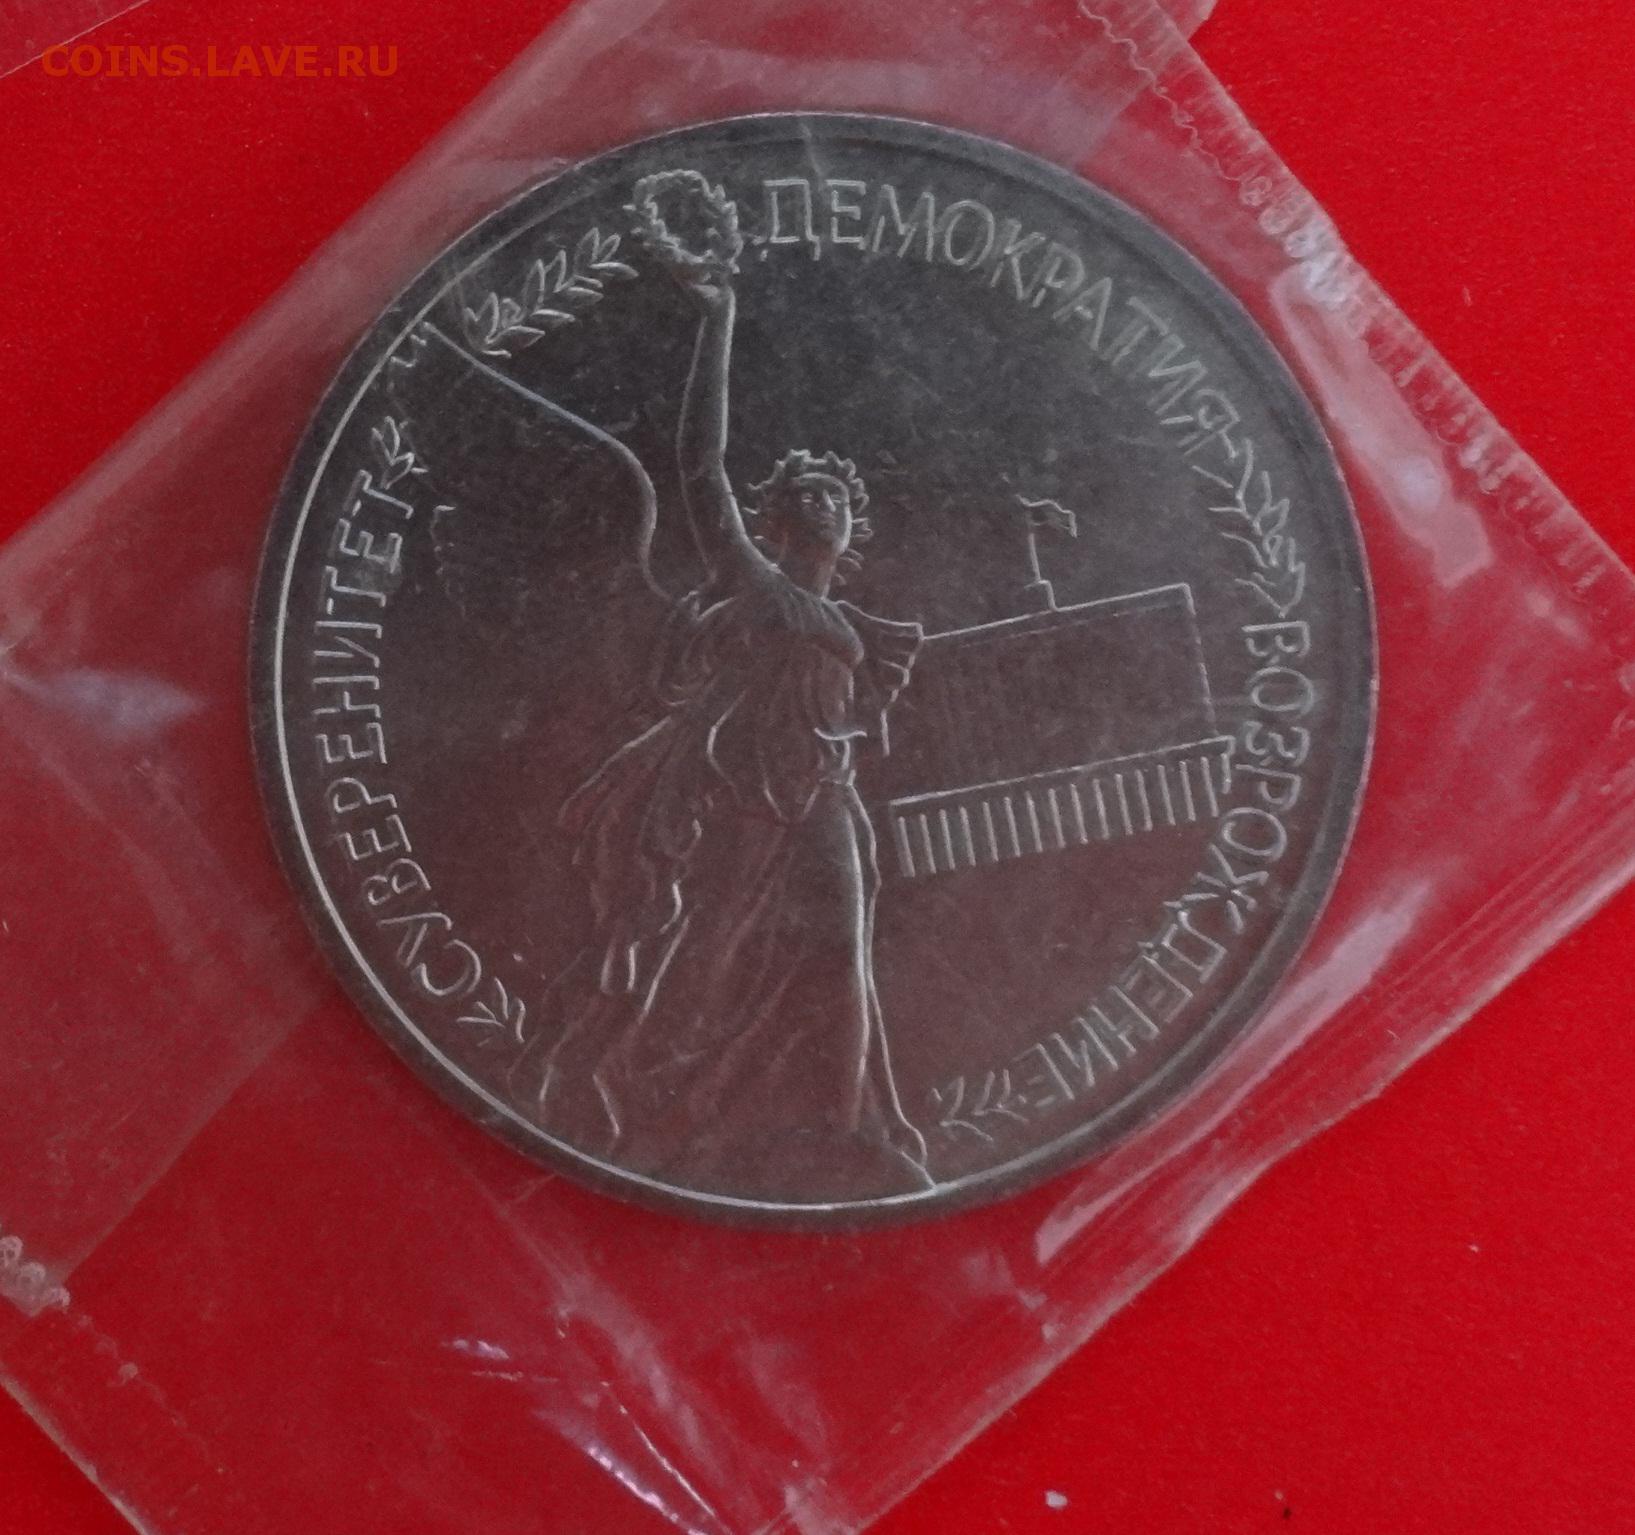 COINS.LAVE.RU
СУВЕРЕНИТЕТ
ДЕМОКРАТИЯ
ВОЗРОЖДЕНИЕ